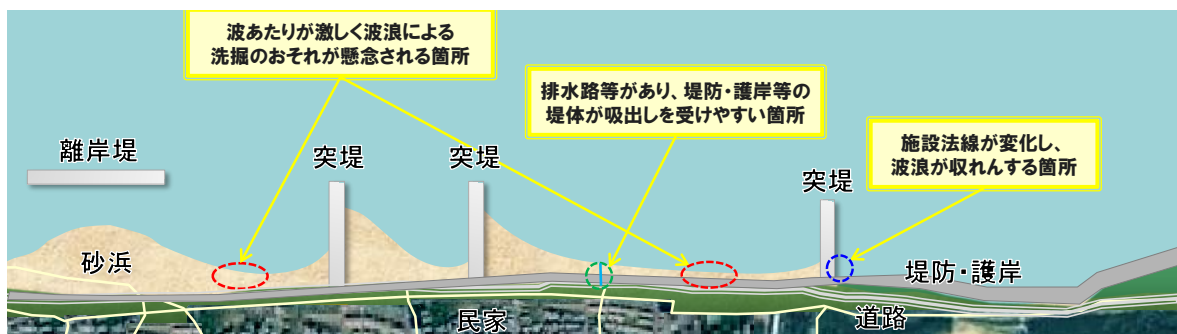 波あたりが激しく波浪による
洗掘のおそれが懸念される箇所
排水路等があり、堤防・護岸等の
堤体が吸出しを受けやすい箇所
施設法線が変化し、
波浪が収れんする箇所
離岸堤
突堤
突堤
突堤
砂浜
堤防・護岸
民家
道路